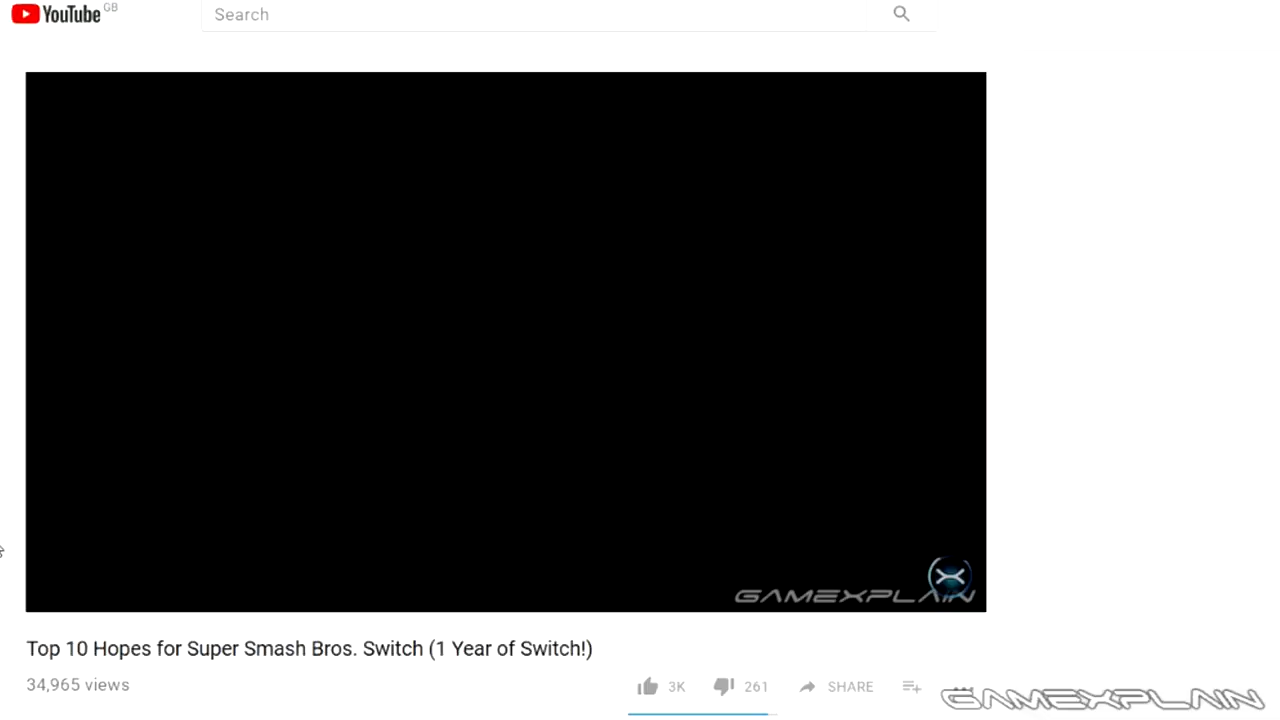 YouTube GB
Search
GAMEXPLAIN
Top 10 Hopes for Super Smash Bros. Switch (1 Year of Switch!)
34,965 views
3K
261
SHARE
GAMEXPLAIN